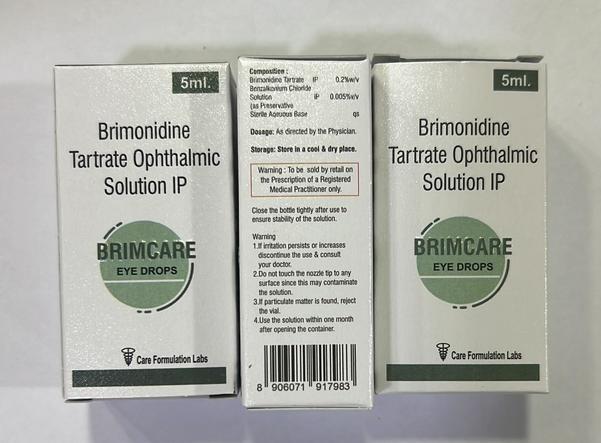 5ml.
Brimonidine
Tartrate Ophthalmic
Solution IP
BRIMCARE
EYE DROPS
Care Formulation Labs
Composition :
Brimonidine Tartrate IP 0.2%w/v
Benzalkonium Chloride
Solution IP 0.005%v/v
(as Preservative
Sterile Aqueous Base qs
Dosage: As directed by the Physician.
Storage: Store in a cool & dry place.
Warning : To be sold by retail on
the Prescription of a Registered
Medical Practitioner only.
Close the bottle tightly after use to
ensure stability of the solution.
Warning
1.If irritation persists or increases
discontinue the use & consult
your doctor.
2.Do not touch the nozzle tip to any
surface since this may contaminate
the solution.
3.If particulate matter is found, reject
the vial.
4.Use the solution within one month
after opening the container.
8 906071 917983
5ml.
Brimonidine
Tartrate Ophthalmic
Solution IP
BRIMCARE
EYE DROPS
Care Formulation Labs